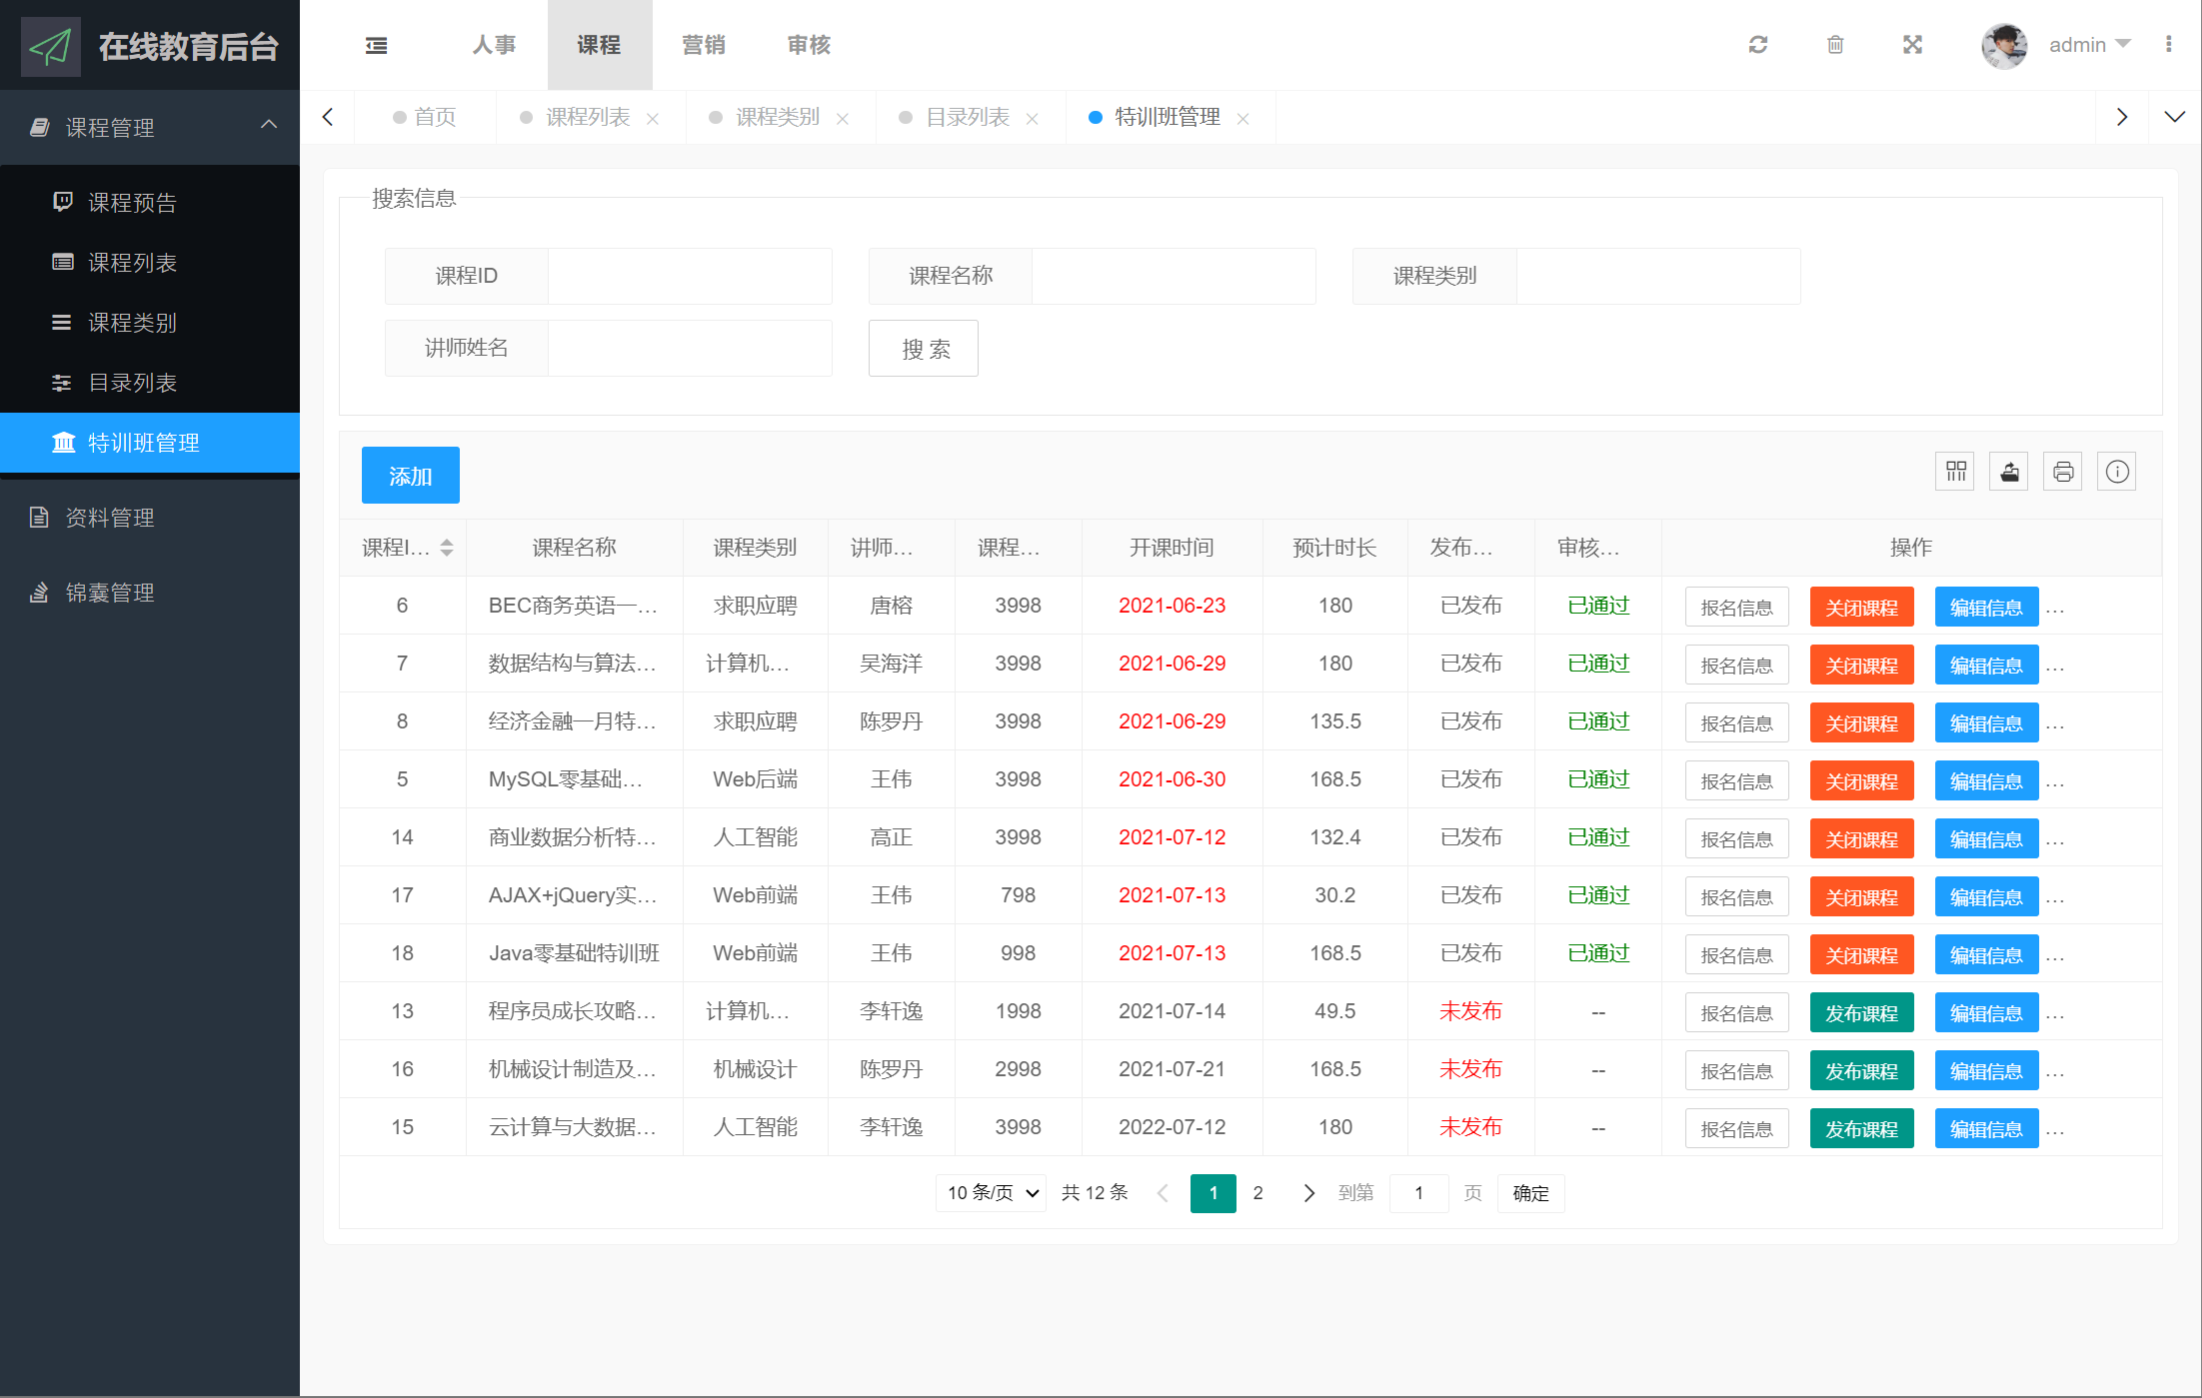 在线教育后台
人事 课程 营销 审核
admin
课程管理
课程预告
课程列表
课程类别
目录列表
特训班管理
资料管理
锦囊管理
首页 课程列表 课程类别 目录列表 特训班管理
搜索信息
课程ID 课程名称 课程类别
讲师姓名 搜 索
添加
课程I... 课程名称 课程类别 讲师... 课程... 开课时间 预计时长 发布... 审核... 操作
6 BEC商务英语一... 求职应聘 唐榕 3998 2021-06-23 180 已发布 已通过 报名信息 关闭课程 编辑信息 ...
7 数据结构与算法... 计算机... 吴海洋 3998 2021-06-29 180 已发布 已通过 报名信息 关闭课程 编辑信息 ...
8 经济金融一月特... 求职应聘 陈罗丹 3998 2021-06-29 135.5 已发布 已通过 报名信息 关闭课程 编辑信息 ...
5 MySQL零基础... Web后端 王伟 3998 2021-06-30 168.5 已发布 已通过 报名信息 关闭课程 编辑信息 ...
14 商业数据分析特... 人工智能 高正 3998 2021-07-12 132.4 已发布 已通过 报名信息 关闭课程 编辑信息 ...
17 AJAX+jQuery实... Web前端 王伟 798 2021-07-13 30.2 已发布 已通过 报名信息 关闭课程 编辑信息 ...
18 Java零基础特训班 Web前端 王伟 998 2021-07-13 168.5 已发布 已通过 报名信息 关闭课程 编辑信息 ...
13 程序员成长攻略... 计算机... 李轩逸 1998 2021-07-14 49.5 未发布 -- 报名信息 发布课程 编辑信息 ...
16 机械设计制造及... 机械设计 陈罗丹 2998 2021-07-21 168.5 未发布 -- 报名信息 发布课程 编辑信息 ...
15 云计算与大数据... 人工智能 李轩逸 3998 2022-07-12 180 未发布 -- 报名信息 发布课程 编辑信息 ...
10 条/页 共 12 条 1 2 到第 1 页 确定